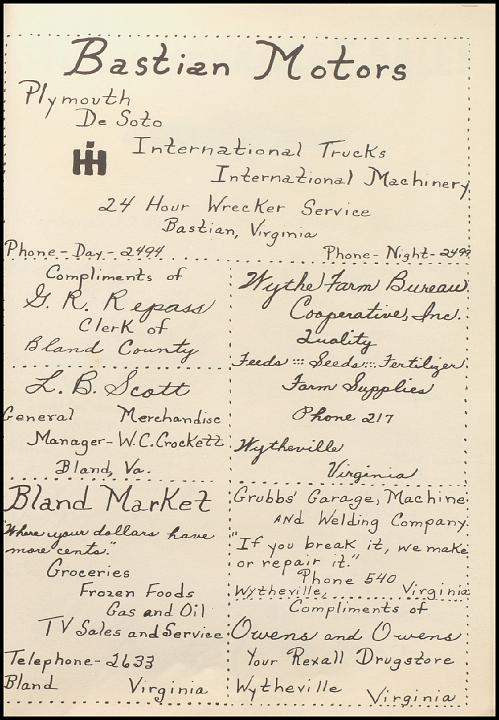 Bastian Motors
Plymouth
De Soto
IH
International Trucks
International Machinery
24 Hour Wrecker Service
Bastian, Virginia
Phone-Day-2494
Phone-Night-2499
Compliments of
G. R. Repass
Clerk of
Bland County
L. B. Scott
General Merchandise
Manager-W.C. Crockett
Bland, Va.
Bland Market
"Where your dollars have
more cents."
Groceries
Frozen Foods
Gas and Oil
TV Sales and Service
Telephone-2633
Bland Virginia
Wythe Farm Bureau
Cooperative, Inc.
Quality
Feeds ::: Seeds ::: Fertilizer
Farm Supplies
Phone 217
Wytheville
Virginia
Grubbs' Garage, Machine
and Welding Company
"If you break it, we make
or repair it."
Phone 540
Wytheville, Virginia
Compliments of
Owens and Owens
Your Rexall Drugstore
Wytheville Virginia